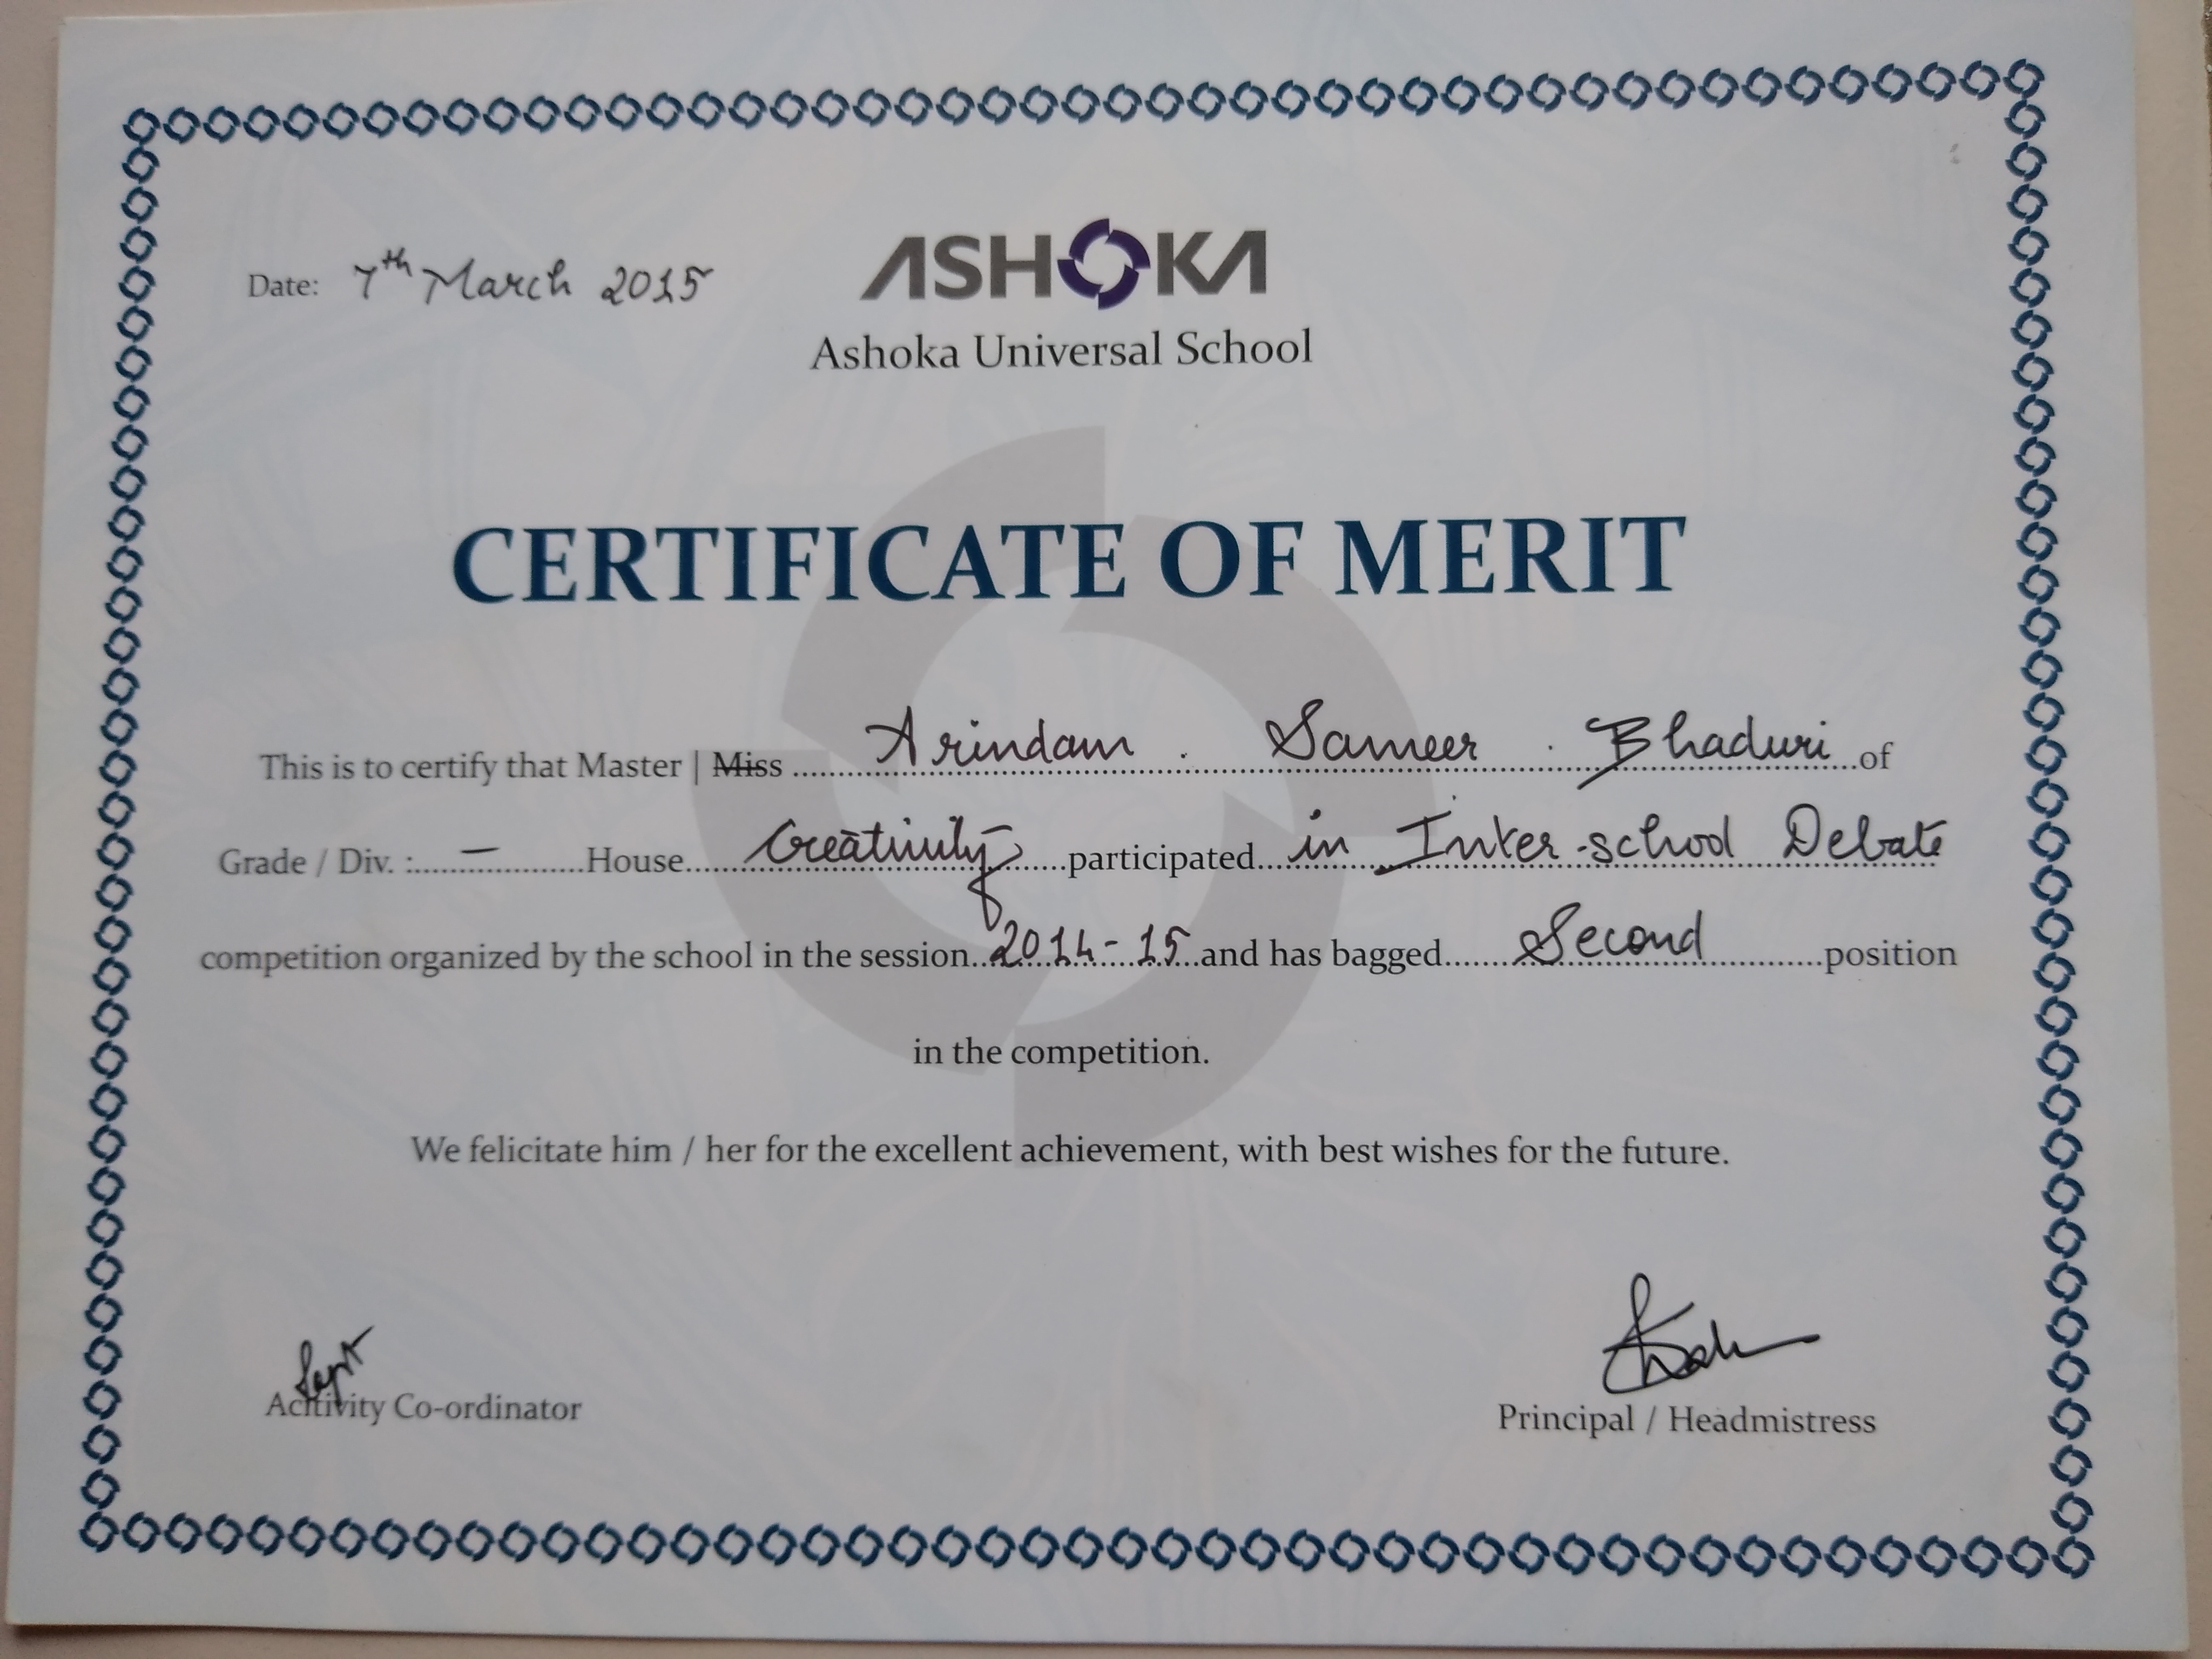 Date: 7th March 2015
ASHOKA
Ashoka Universal School
CERTIFICATE OF MERIT
This is to certify that Master | Miss ........ Arindam . Sameer . Bhaduri ...of
Grade / Div. :..... – ..........House..... Creativity .....participated... in Inter-school Debate
competition organized by the school in the session.. 2014-15 ..and has bagged..... Second ..........position
in the competition.
We felicitate him / her for the excellent achievement, with best wishes for the future.
Acitivity Co-ordinator
Principal / Headmistress